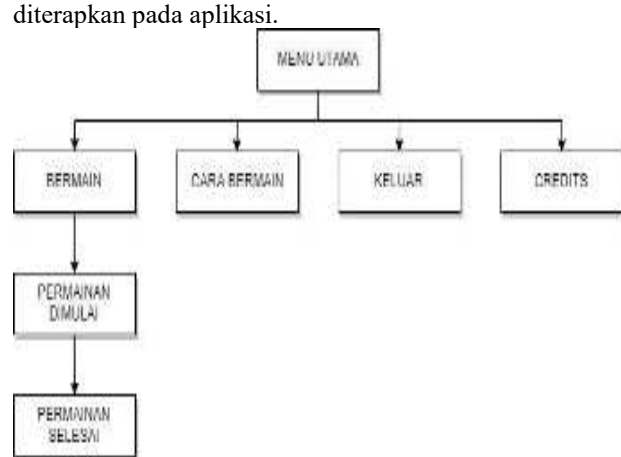 diterapkan pada aplikasi.
MENU UTAMA
BERMAIN
CARA BERMAIN
KELUAR
CREDITS
PERMAINAN
DIMULAI
PERMAINAN
SELESAI